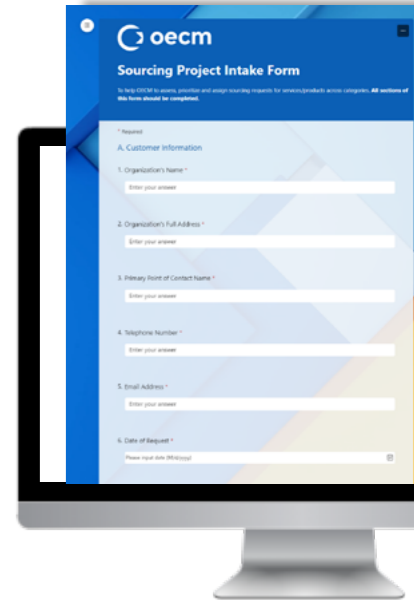 oecm
Sourcing Project Intake Form
To help OECM to assess, prioritize and assign sourcing requests for services/products across categories. All sections
of this form should be completed.
* Required
A. Customer Information
1. Organization's Name *
Enter your answer
2. Organization's Full Address *
Enter your answer
3. Primary Point of Contact Name *
Enter your answer
4. Telephone Number *
Enter your answer
5. Email Address *
Enter your answer
6. Date of Request *
Please input date